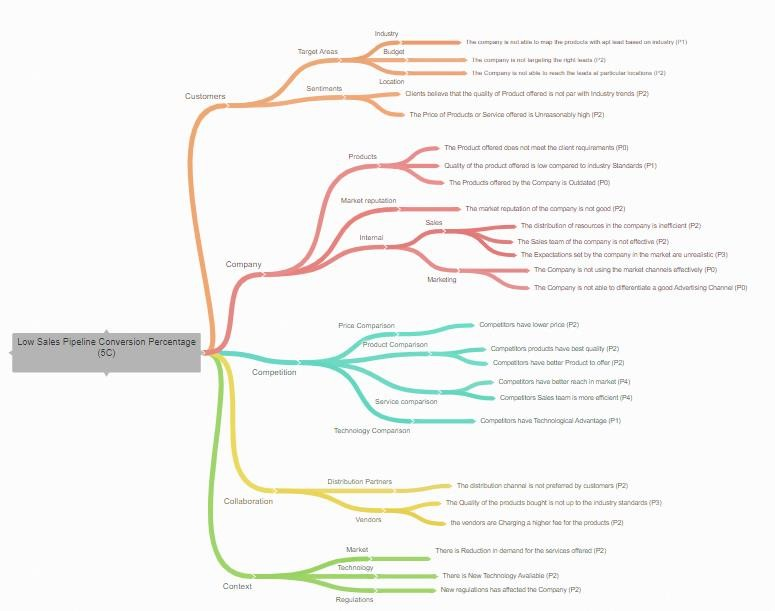 Low Sales Pipeline Conversion Percentage
(5C)
Customers
Target Areas
Industry
The company is not able to map the products with apt lead based on industry (P1)
Budget
The company is not targeting the right leads (P2)
Location
The Company is not able to reach the leads at particular locations (P2)
Sentiments
Clients believe that the quality of Product offered is not par with Industry trends (P2)
The Price of Products or Service offered is Unreasonably high (P2)
Company
Products
The Product offered does not meet the client requirements (P0)
Quality of the product offered is low compared to industry Standards (P1)
The Products offered by the Company is Outdated (P0)
Market reputation
The market reputation of the company is not good (P2)
Internal
Sales
The distribution of resources in the company is inefficient (P2)
The Sales team of the company is not effective (P2)
The Expectations set by the company in the market are unrealistic (P3)
Marketing
The Company is not using the market channels effectively (P0)
The Company is not able to differentiate a good Advertising Channel (P0)
Competition
Price Comparison
Competitors have lower price (P2)
Product Comparison
Competitors products have best quality (P2)
Competitors have better Product to offer (P2)
Service comparison
Competitors have better reach in market (P4)
Competitors Sales team is more efficient (P4)
Technology Comparison
Competitors have Technological Advantage (P1)
Collaboration
Distribution Partners
The distribution channel is not preferred by customers (P2)
Vendors
The Quality of the products bought is not up to the industry standards (P3)
the vendors are Charging a higher fee for the products (P2)
Context
Market
There is Reduction in demand for the services offered (P2)
Technology
There is New Technology Available (P2)
Regulations
New regulations has affected the Company (P2)